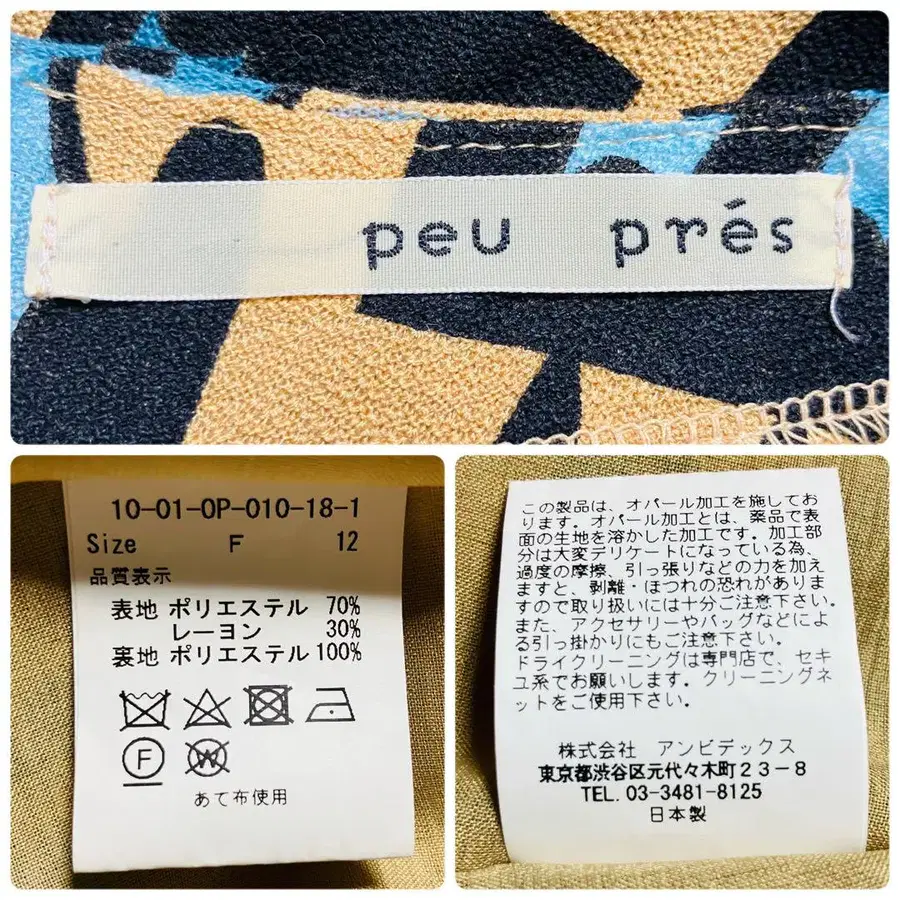 peu prés
10-01-OP-010-18-1
Size F 12
品質表示
表地 ポリエステル 70%
レーヨン 30%
裏地 ポリエステル 100%
F
W
あて布使用
この製品は、オパール加工を施してお
ります。オパール加工とは、薬品で表
面の生地を溶かした加工です。加工部
分は大変デリケートになっている為、
過度の摩擦、引っ張りなどの力を加え
ますと、剥離・ほつれの恐れがありま
すので取り扱いには十分ご注意下さい。
また、アクセサリーやバッグなどによ
る引っ掛かりにもご注意下さい。
ドライクリーニングは専門店で、セキ
ユ系でお願いします。クリーニングネ
ットをご使用下さい。
株式会社 アンビデックス
東京都渋谷区元代々木町23-8
TEL. 03-3481-8125
日本製